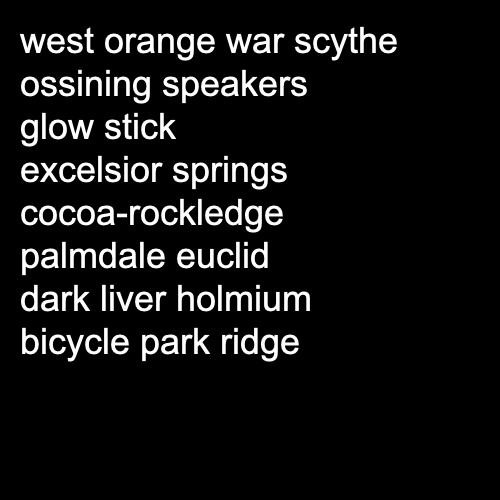 west orange war scythe
ossining speakers
glow stick
excelsior springs
cocoa-rockledge
palmdale euclid
dark liver holmium
bicycle park ridge